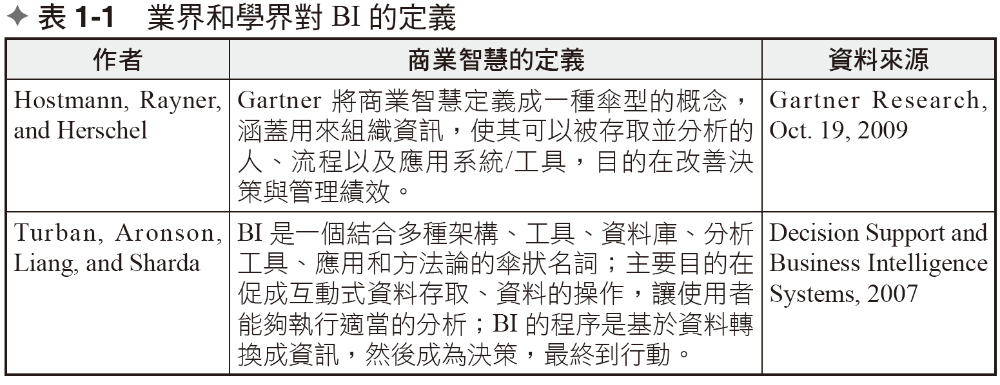 ✦ 表 1-1 業界和學界對 BI 的定義
作者 商業智慧的定義 資料來源
Hostmann, Rayner,
and Herschel
Gartner 將商業智慧定義成一種傘型的概念，
涵蓋用來組織資訊，使其可以被存取並分析的
人、流程以及應用系統/工具，目的在改善決
策與管理績效。
Gartner Research,
Oct. 19, 2009
Turban, Aronson,
Liang, and Sharda
BI 是一個結合多種架構、工具、資料庫、分析
工具、應用和方法論的傘狀名詞；主要目的在
促成互動式資料存取、資料的操作，讓使用者
能夠執行適當的分析；BI 的程序是基於資料轉
換成資訊，然後成為決策，最終到行動。
Decision Support and
Business Intelligence
Systems, 2007